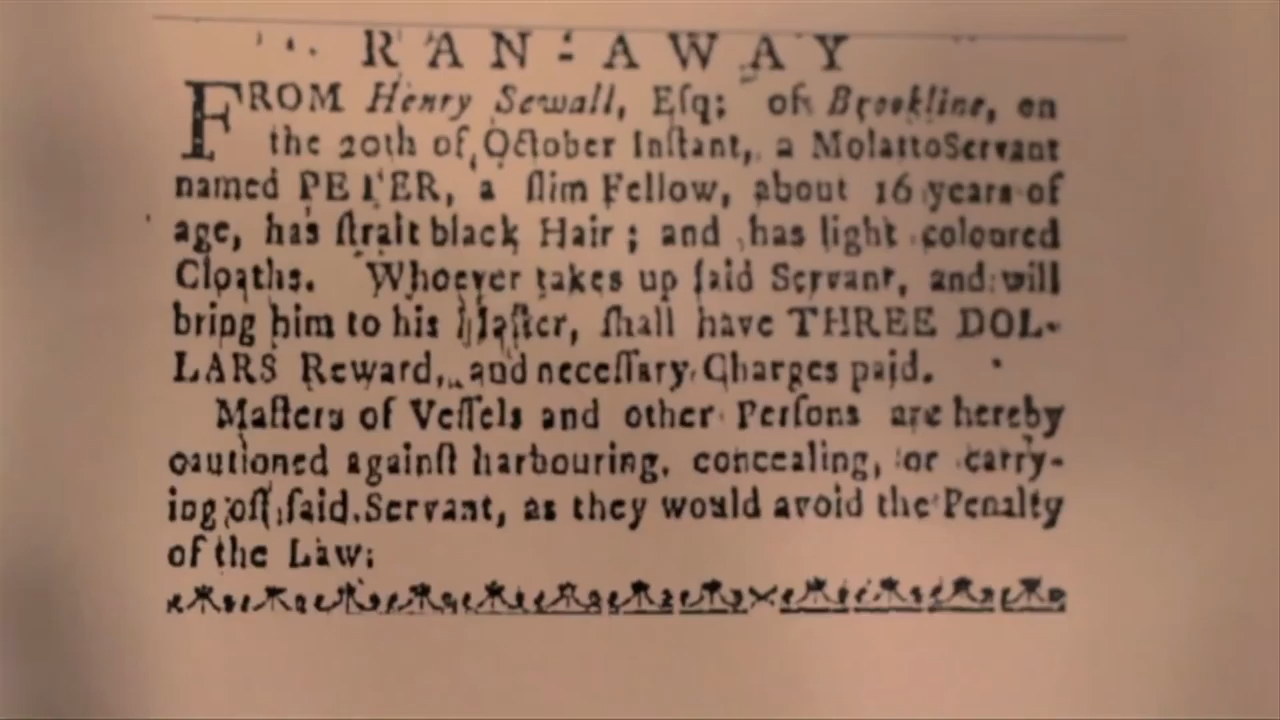 RAN-AWAY
FROM Henry Sewall, Eſq; of Brookline, on
the 20th of October Inſtant, a Molatto Servant
named PETER, a ſlim Fellow, about 16 years of
age, has ſtrait black Hair; and has light coloured
Cloaths. Whoever takes up ſaid Servant, and will
bring him to his Maſter, ſhall have THREE DOL-
LARS Reward, and neceſſary Charges paid.
Maſters of Veſſels and other Perſons are hereby
cautioned againſt harbouring, concealing, or carry-
ing off ſaid Servant, as they would avoid the Penalty
of the Law: